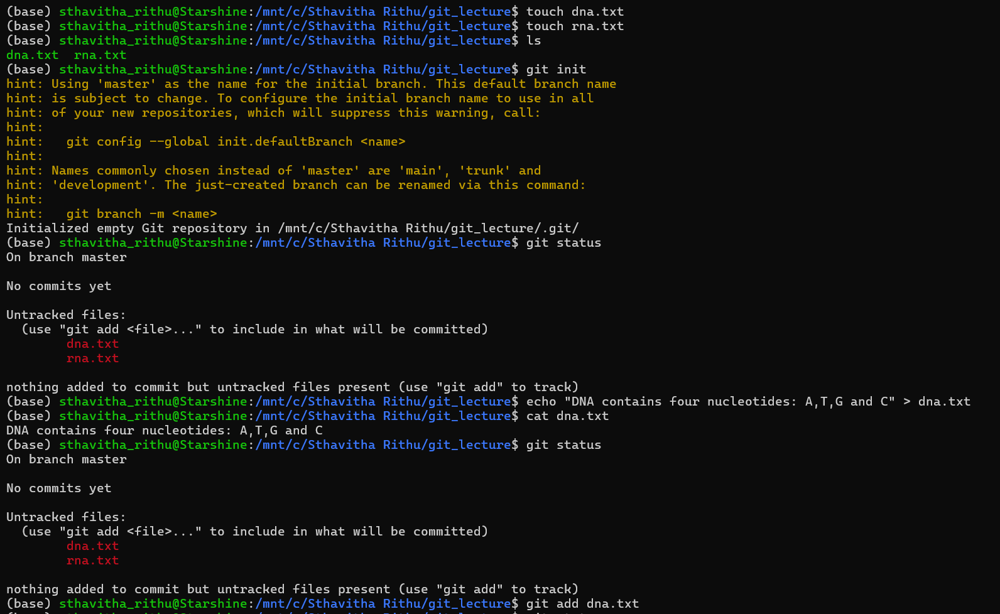 (base) sthavitha_rithu@Starshine:/mnt/c/Sthavitha Rithu/git_lecture$ touch dna.txt
(base) sthavitha_rithu@Starshine:/mnt/c/Sthavitha Rithu/git_lecture$ touch rna.txt
(base) sthavitha_rithu@Starshine:/mnt/c/Sthavitha Rithu/git_lecture$ ls
dna.txt  rna.txt
(base) sthavitha_rithu@Starshine:/mnt/c/Sthavitha Rithu/git_lecture$ git init
hint: Using 'master' as the name for the initial branch. This default branch name
hint: is subject to change. To configure the initial branch name to use in all
hint: of your new repositories, which will suppress this warning, call:
hint:
hint:   git config --global init.defaultBranch <name>
hint:
hint: Names commonly chosen instead of 'master' are 'main', 'trunk' and
hint: 'development'. The just-created branch can be renamed via this command:
hint:
hint:   git branch -m <name>
Initialized empty Git repository in /mnt/c/Sthavitha Rithu/git_lecture/.git/
(base) sthavitha_rithu@Starshine:/mnt/c/Sthavitha Rithu/git_lecture$ git status
On branch master

No commits yet

Untracked files:
  (use "git add <file>..." to include in what will be committed)
        dna.txt
        rna.txt

nothing added to commit but untracked files present (use "git add" to track)
(base) sthavitha_rithu@Starshine:/mnt/c/Sthavitha Rithu/git_lecture$ echo "DNA contains four nucleotides: A,T,G and C" > dna.txt
(base) sthavitha_rithu@Starshine:/mnt/c/Sthavitha Rithu/git_lecture$ cat dna.txt
DNA contains four nucleotides: A,T,G and C
(base) sthavitha_rithu@Starshine:/mnt/c/Sthavitha Rithu/git_lecture$ git status
On branch master

No commits yet

Untracked files:
  (use "git add <file>..." to include in what will be committed)
        dna.txt
        rna.txt

nothing added to commit but untracked files present (use "git add" to track)
(base) sthavitha_rithu@Starshine:/mnt/c/Sthavitha Rithu/git_lecture$ git add dna.txt